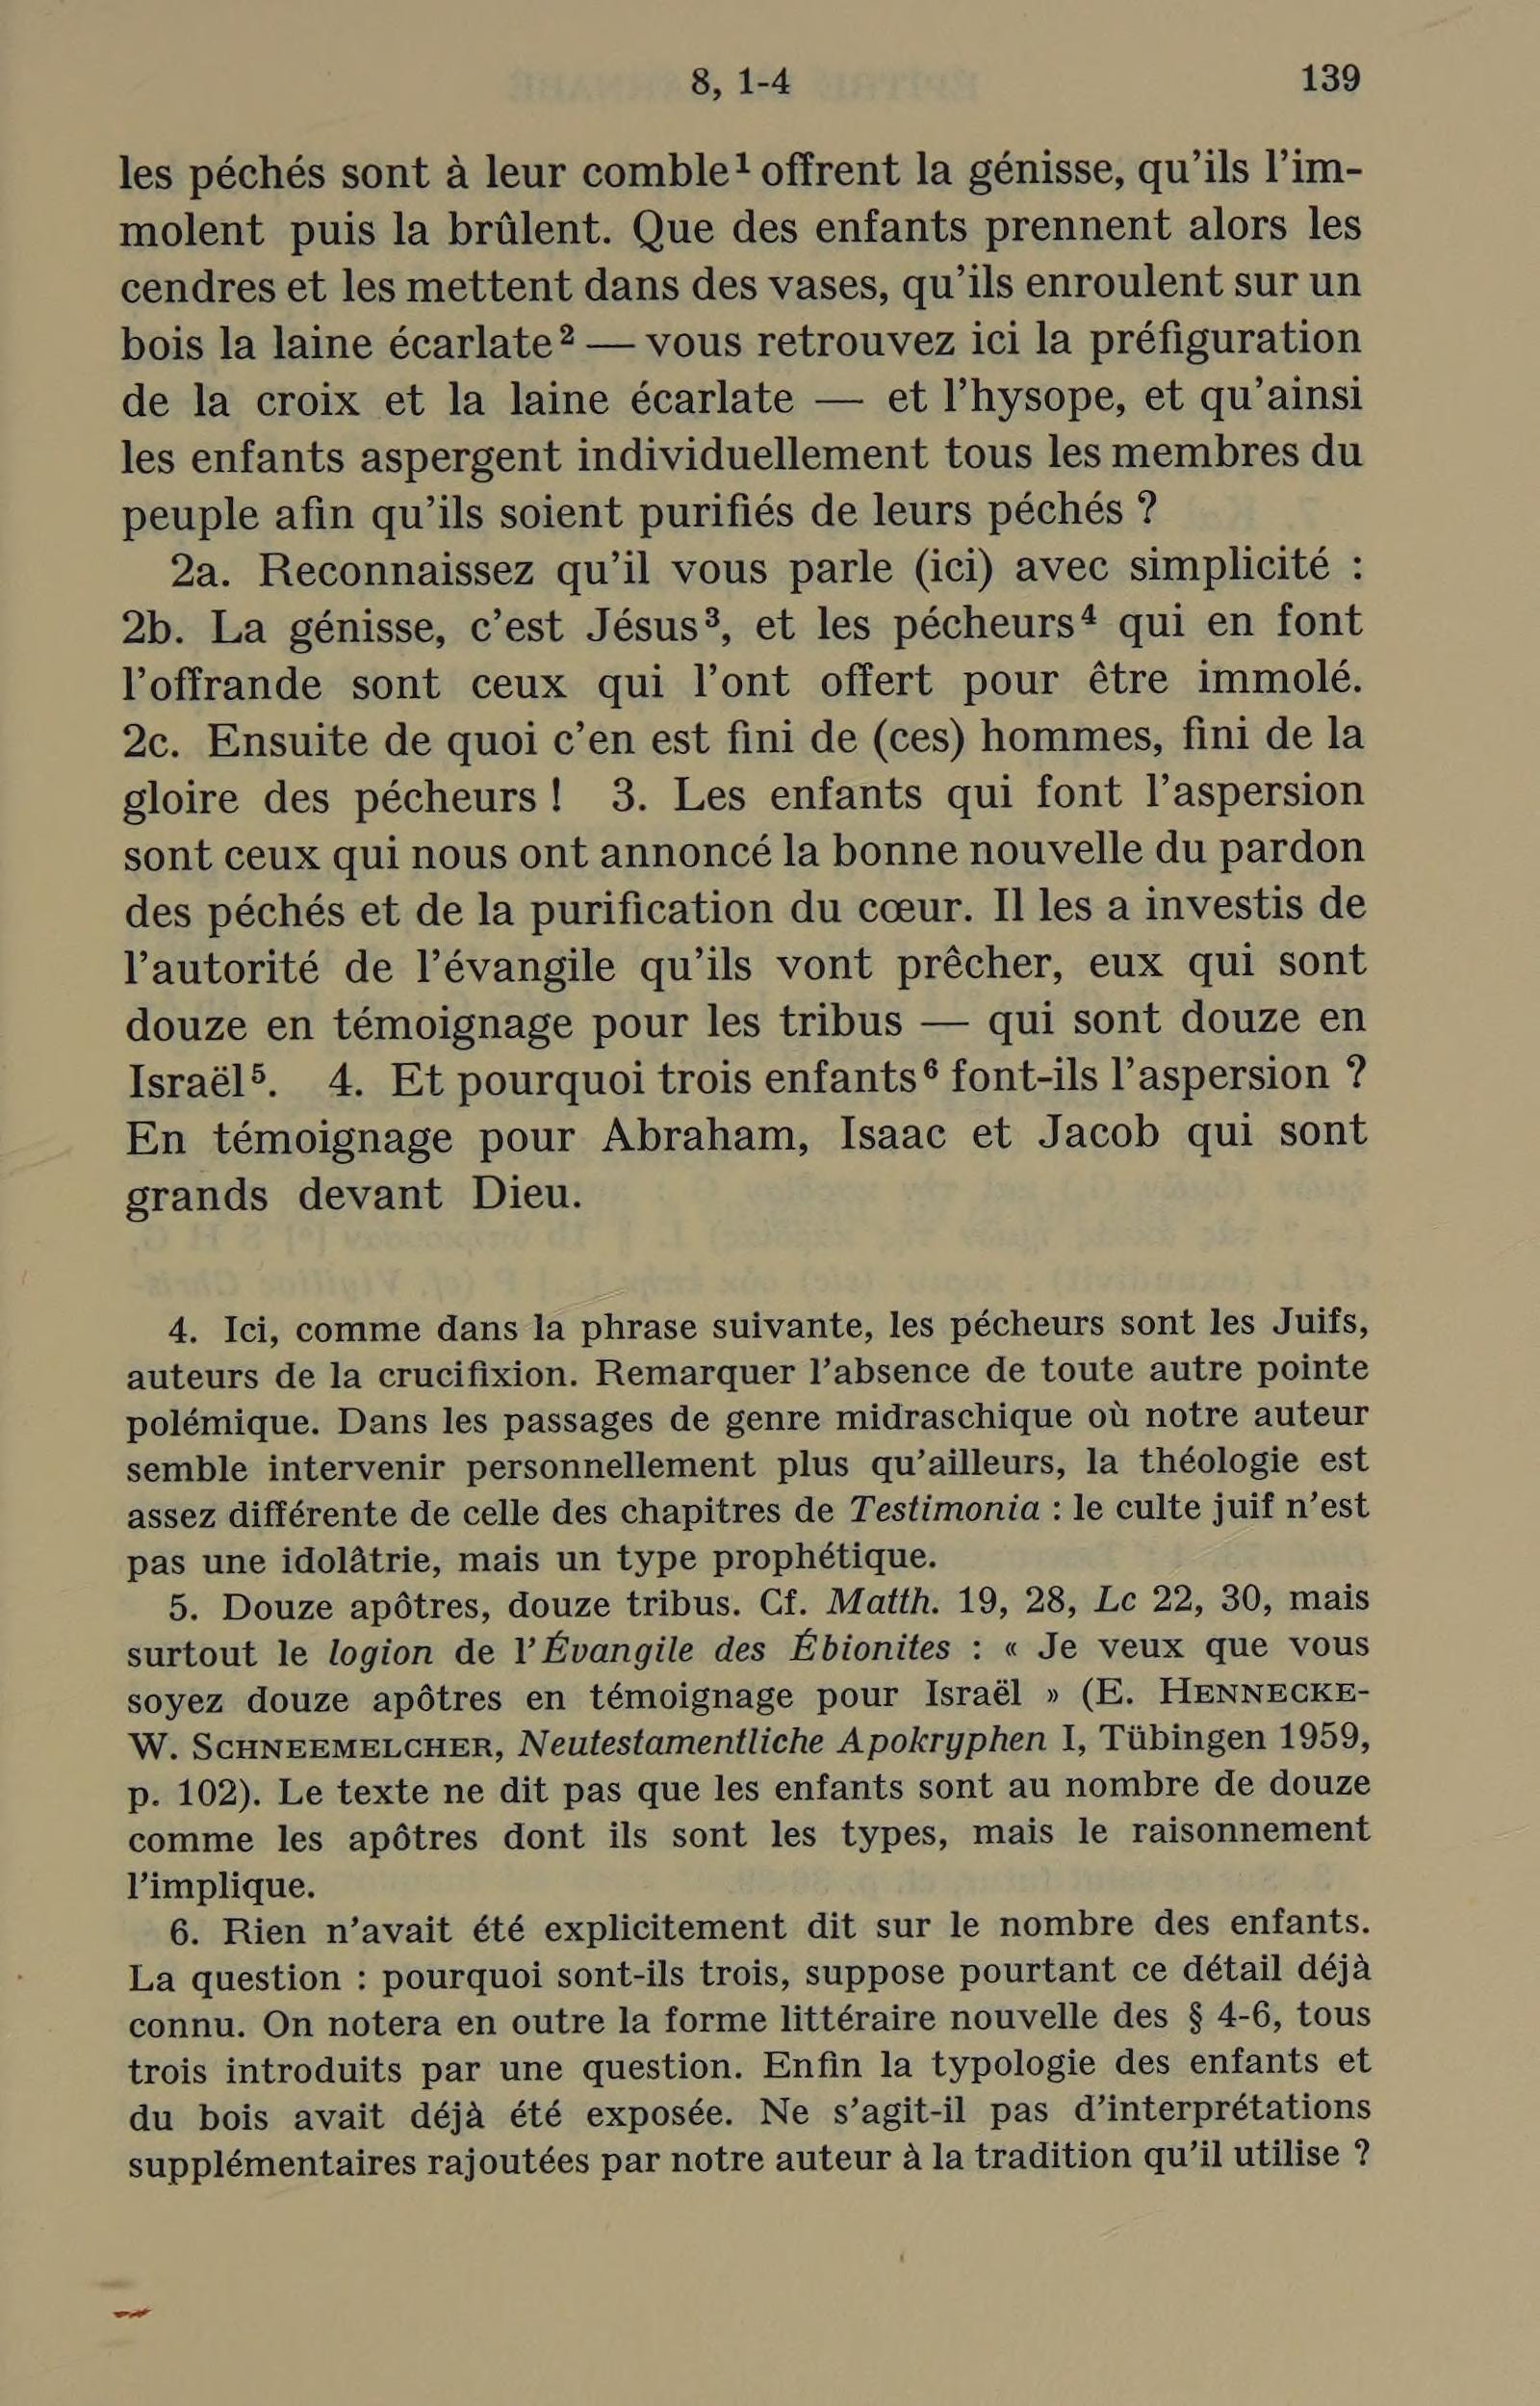 8, 1-4 139
les péchés sont à leur comble¹ offrent la génisse, qu'ils l'im-
molent puis la brûlent. Que des enfants prennent alors les
cendres et les mettent dans des vases, qu'ils enroulent sur un
bois la laine écarlate² — vous retrouvez ici la préfiguration
de la croix et la laine écarlate — et l'hysope, et qu'ainsi
les enfants aspergent individuellement tous les membres du
peuple afin qu'ils soient purifiés de leurs péchés ?
2a. Reconnaissez qu'il vous parle (ici) avec simplicité :
2b. La génisse, c'est Jésus³, et les pécheurs⁴ qui en font
l'offrande sont ceux qui l'ont offert pour être immolé.
2c. Ensuite de quoi c'en est fini de (ces) hommes, fini de la
gloire des pécheurs ! 3. Les enfants qui font l'aspersion
sont ceux qui nous ont annoncé la bonne nouvelle du pardon
des péchés et de la purification du cœur. Il les a investis de
l'autorité de l'évangile qu'ils vont prêcher, eux qui sont
douze en témoignage pour les tribus — qui sont douze en
Israël⁵. 4. Et pourquoi trois enfants⁶ font-ils l'aspersion ?
En témoignage pour Abraham, Isaac et Jacob qui sont
grands devant Dieu.
4. Ici, comme dans la phrase suivante, les pécheurs sont les Juifs,
auteurs de la crucifixion. Remarquer l'absence de toute autre pointe
polémique. Dans les passages de genre midraschique où notre auteur
semble intervenir personnellement plus qu'ailleurs, la théologie est
assez différente de celle des chapitres de Testimonia : le culte juif n'est
pas une idolâtrie, mais un type prophétique.
5. Douze apôtres, douze tribus. Cf. Matth. 19, 28, Lc 22, 30, mais
surtout le logion de l'Évangile des Ébionites : « Je veux que vous
soyez douze apôtres en témoignage pour Israël » (E. HENNECKE-
W. SCHNEEMELCHER, Neutestamentliche Apokryphen I, Tübingen 1959,
p. 102). Le texte ne dit pas que les enfants sont au nombre de douze
comme les apôtres dont ils sont les types, mais le raisonnement
l'implique.
6. Rien n'avait été explicitement dit sur le nombre des enfants.
La question : pourquoi sont-ils trois, suppose pourtant ce détail déjà
connu. On notera en outre la forme littéraire nouvelle des § 4-6, tous
trois introduits par une question. Enfin la typologie des enfants et
du bois avait déjà été exposée. Ne s'agit-il pas d'interprétations
supplémentaires rajoutées par notre auteur à la tradition qu'il utilise ?